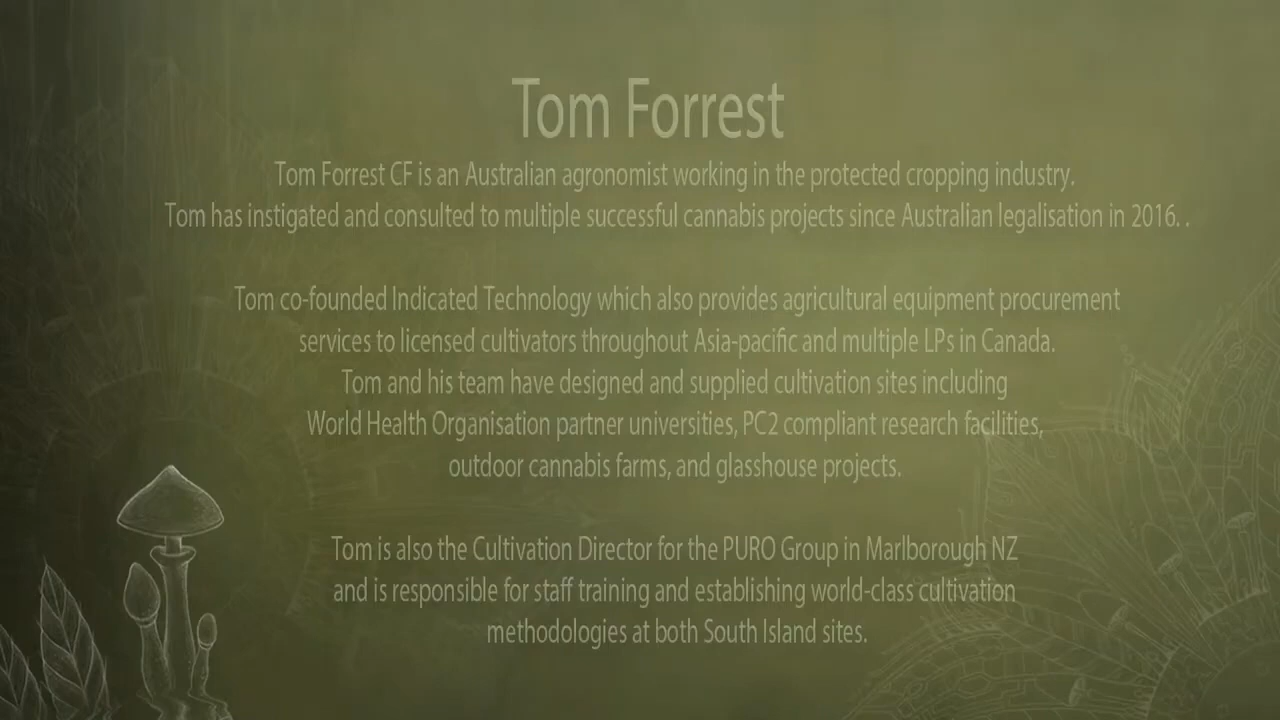 Tom Forrest
Tom Forrest CF is an Australian agronomist working in the protected cropping industry.
Tom has instigated and consulted to multiple successful cannabis projects since Australian legalisation in 2016. .
Tom co-founded Indicated Technology which also provides agricultural equipment procurement
services to licensed cultivators throughout Asia-pacific and multiple LPs in Canada.
Tom and his team have designed and supplied cultivation sites including
World Health Organisation partner universities, PC2 compliant research facilities,
outdoor cannabis farms, and glasshouse projects.
Tom is also the Cultivation Director for the PURO Group in Marlborough NZ
and is responsible for staff training and establishing world-class cultivation
methodologies at both South Island sites.